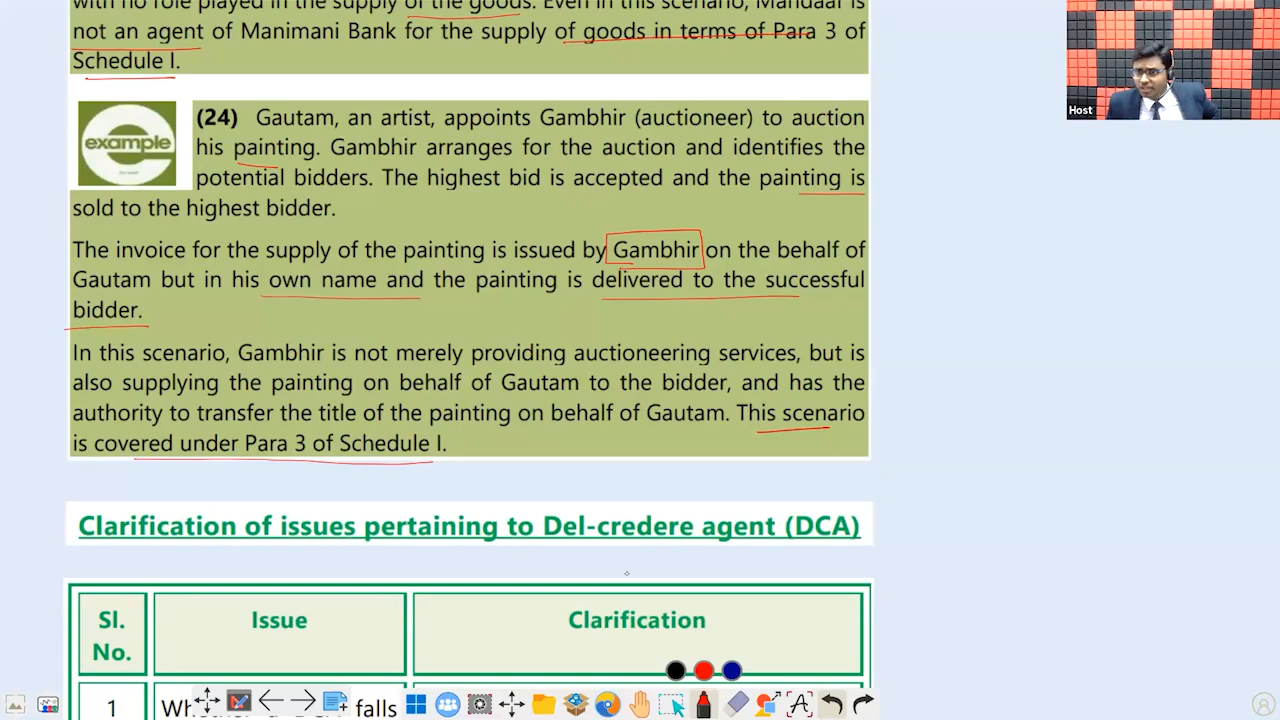 with no role played in the supply of the goods. Even in this scenario, Mandaar is
not an agent of Manimani Bank for the supply of goods in terms of Para 3 of
Schedule I.
Host
example
(24) Gautam, an artist, appoints Gambhir (auctioneer) to auction
his painting. Gambhir arranges for the auction and identifies the
potential bidders. The highest bid is accepted and the painting is
sold to the highest bidder.
The invoice for the supply of the painting is issued by Gambhir on the behalf of
Gautam but in his own name and the painting is delivered to the successful
bidder.
In this scenario, Gambhir is not merely providing auctioneering services, but is
also supplying the painting on behalf of Gautam to the bidder, and has the
authority to transfer the title of the painting on behalf of Gautam. This scenario
is covered under Para 3 of Schedule I.
Clarification of issues pertaining to Del-credere agent (DCA)
Sl. No.
Issue
Clarification
1
falls